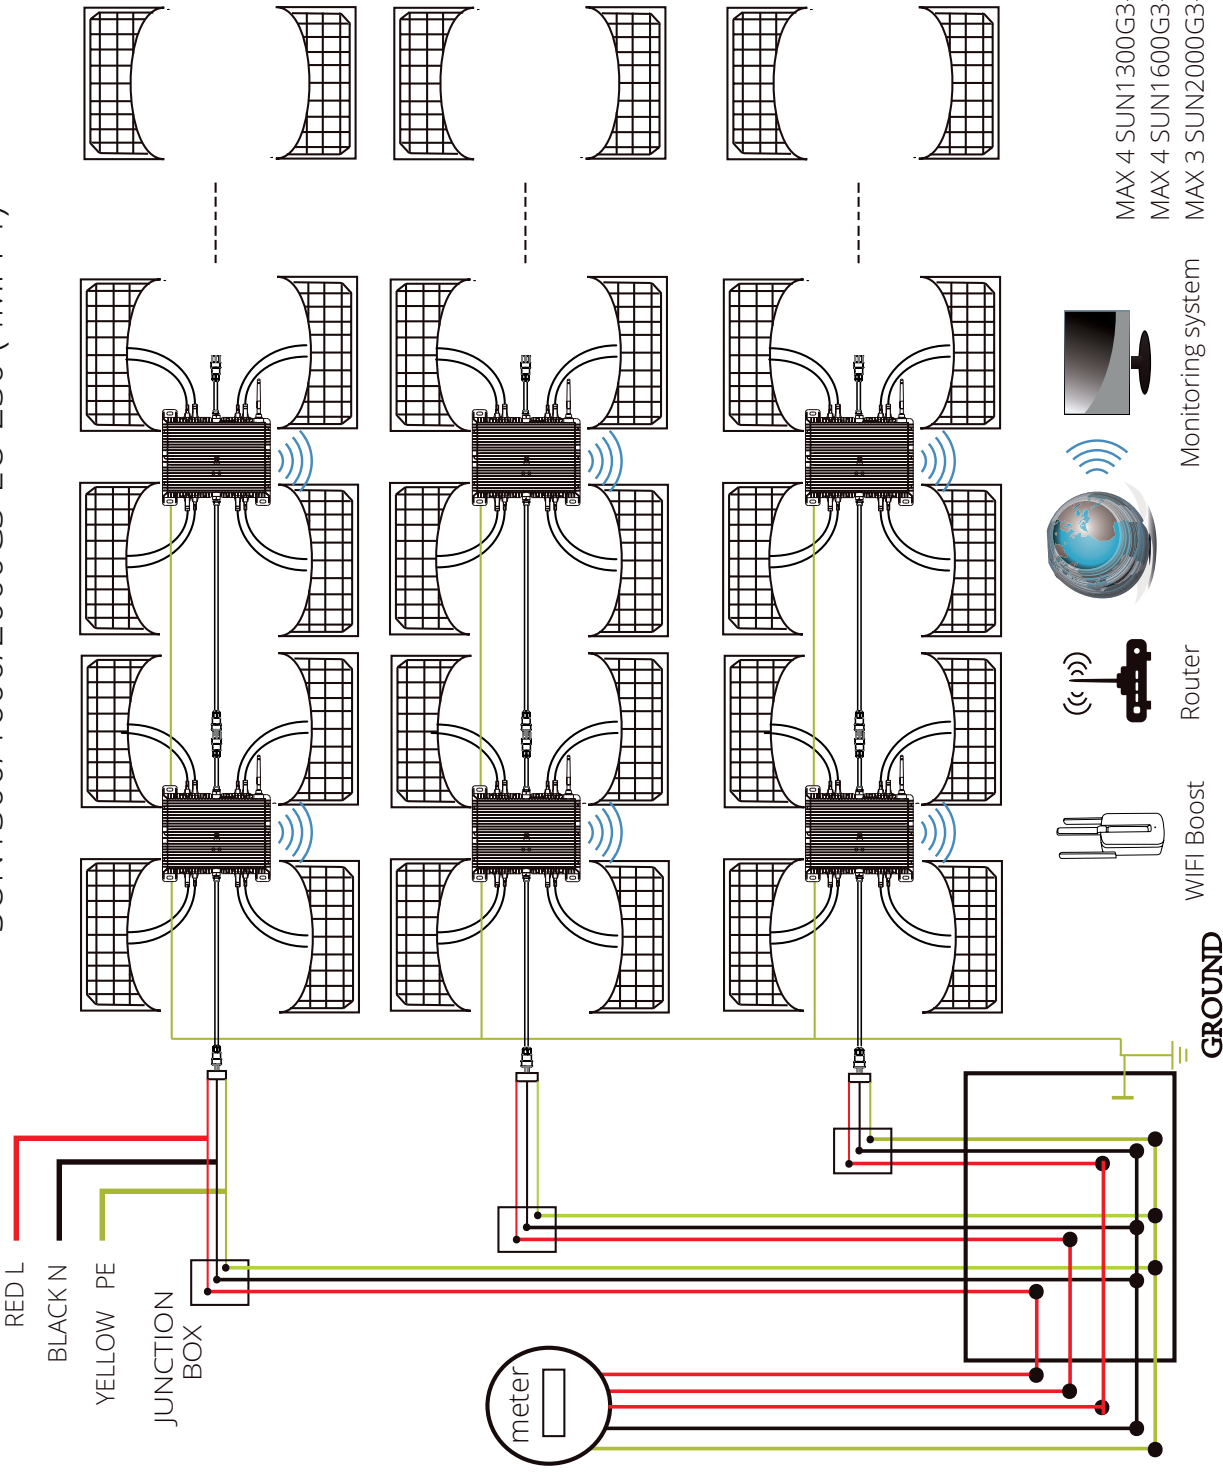 RED L
BLACK N
YELLOW PE
JUNCTION
BOX
meter
GROUND
WIFI Boost
Router
Monitoring system
MAX 4 SUN1300G3-
MAX 4 SUN1600G3-
MAX 3 SUN2000G3-